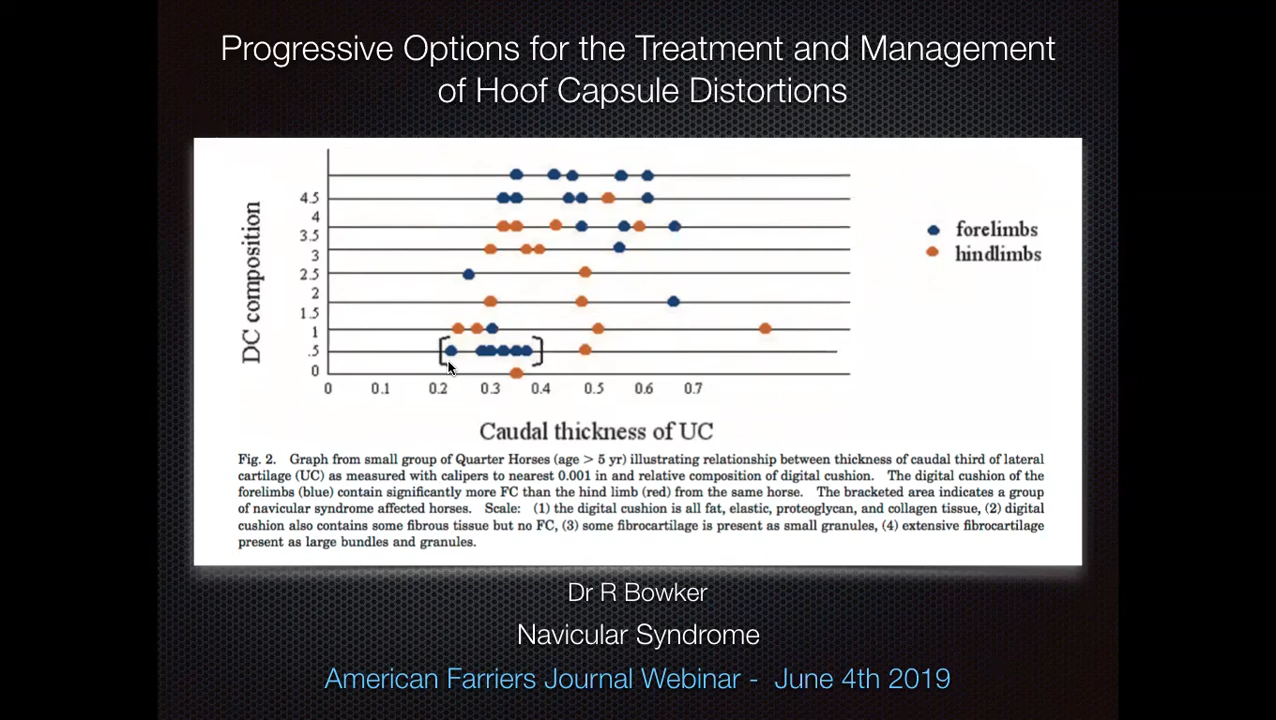 Progressive Options for the Treatment and Management
of Hoof Capsule Distortions
DC composition
4.5
4
3.5
3
2.5
2
1.5
1
.5
0
0
0.1
0.2
0.3
0.4
0.5
0.6
0.7
forelimbs
hindlimbs
Caudal thickness of UC
Fig. 2. Graph from small group of Quarter Horses (age > 5 yr) illustrating relationship between thickness of caudal third of lateral
cartilage (UC) as measured with calipers to nearest 0.001 in and relative composition of digital cushion. The digital cushion of the
forelimbs (blue) contain significantly more FC than the hind limb (red) from the same horse. The bracketed area indicates a group
of navicular syndrome affected horses. Scale: (1) the digital cushion is all fat, elastic, proteoglycan, and collagen tissue, (2) digital
cushion also contains some fibrous tissue but no FC, (3) some fibrocartilage is present as small granules, (4) extensive fibrocartilage
present as large bundles and granules.
Dr R Bowker
Navicular Syndrome
American Farriers Journal Webinar - June 4th 2019